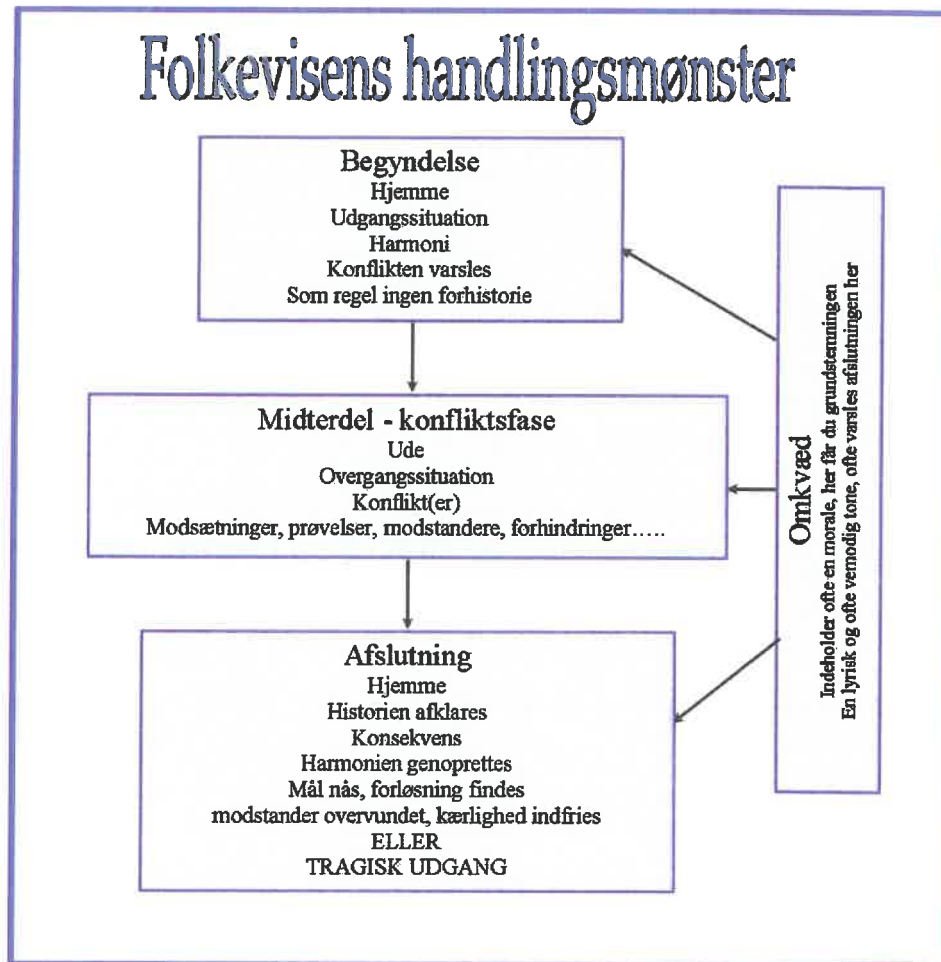 Folkevisens handlingsmønster
Begyndelse
Hjemme
Udgangssituation
Harmoni
Konflikten varsles
Som regel ingen forhistorie
Midterdel - konfliktsfase
Ude
Overgangssituation
Konflikt(er)
Modsætninger, prøvelser, modstandere, forhindringer.....
Afslutning
Hjemme
Historien afklares
Konsekvens
Harmonien genoprettes
Mål nås, forløsning findes
modstander overvundet, kærlighed indfries
ELLER
TRAGISK UDGANG
Omkvæd
Indeholder ofte en morale, her får du grundstemningen
En lyrisk og ofte vemodig tone, ofte varsles afslutningen her